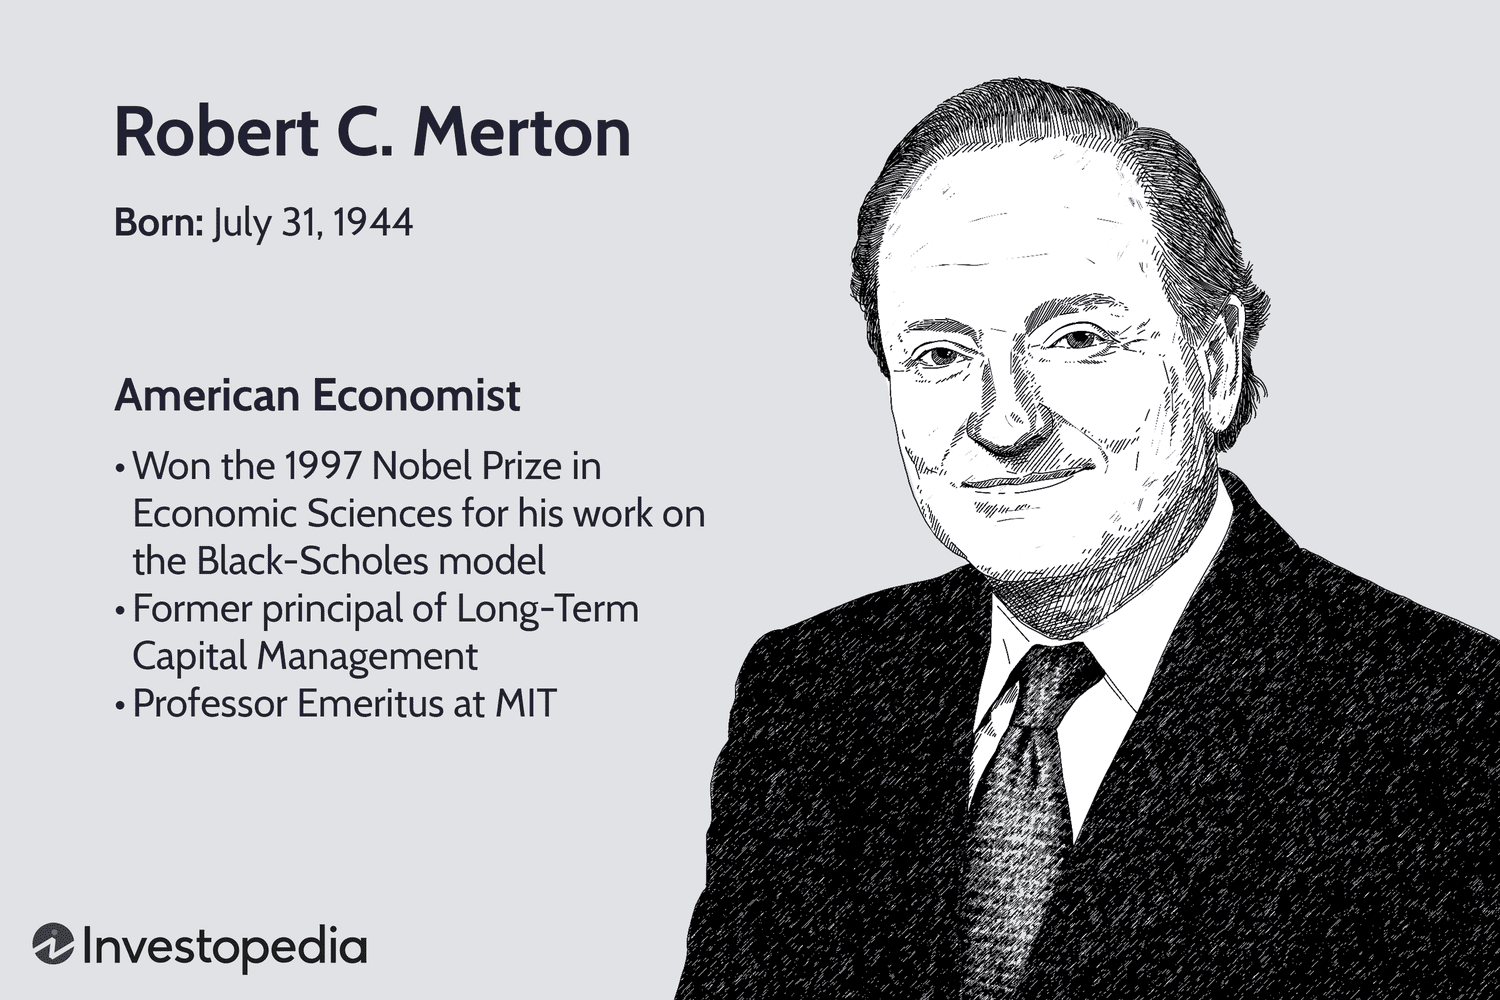 Robert C. Merton
Born: July 31, 1944
American Economist
• Won the 1997 Nobel Prize in
Economic Sciences for his work on
the Black-Scholes model
• Former principal of Long-Term
Capital Management
• Professor Emeritus at MIT
Investopedia